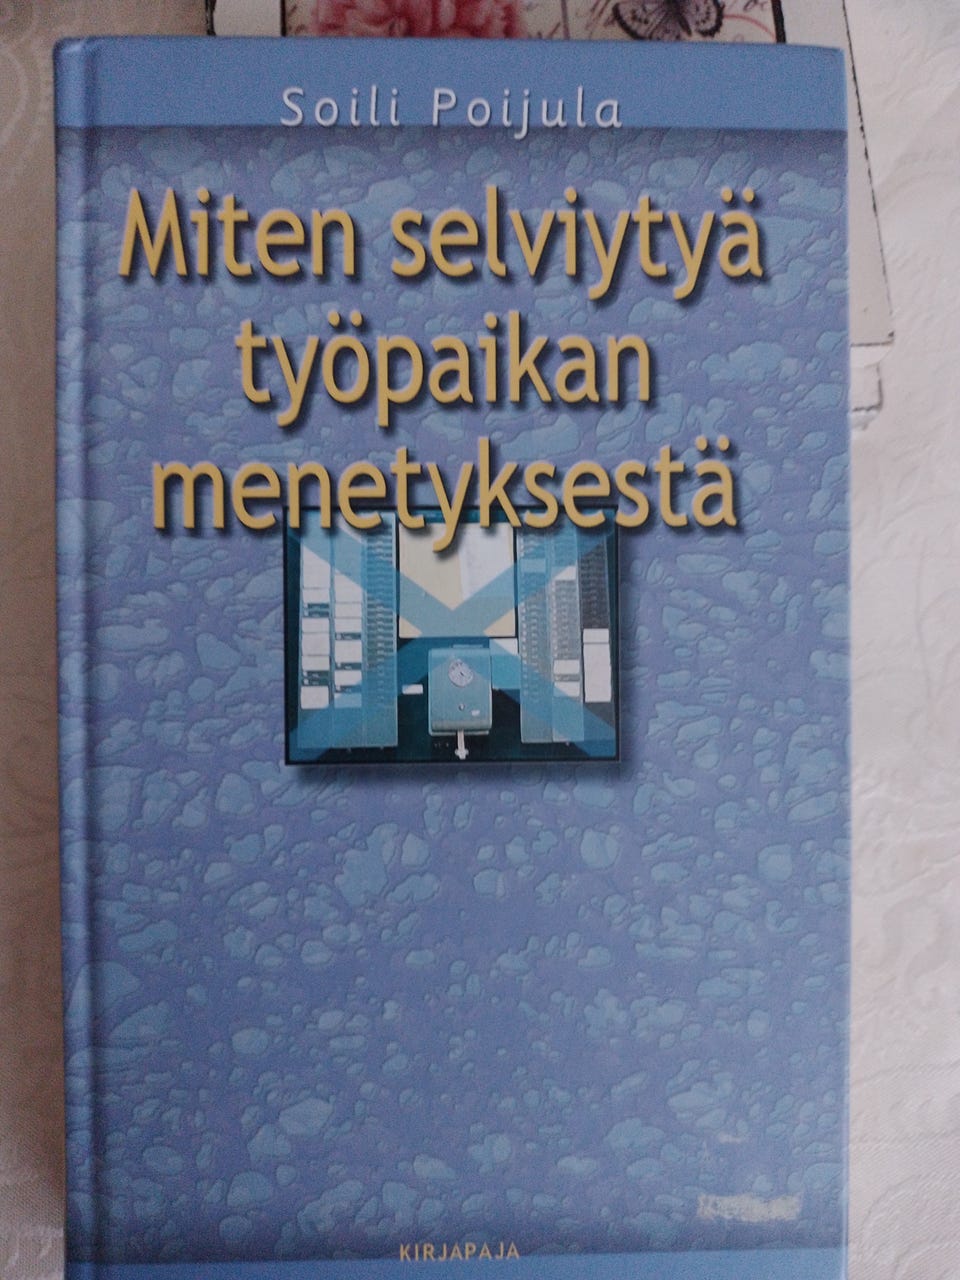 Soili Poijula
Miten selviytyä
työpaikan
menetyksestä
KIRJAPAJA